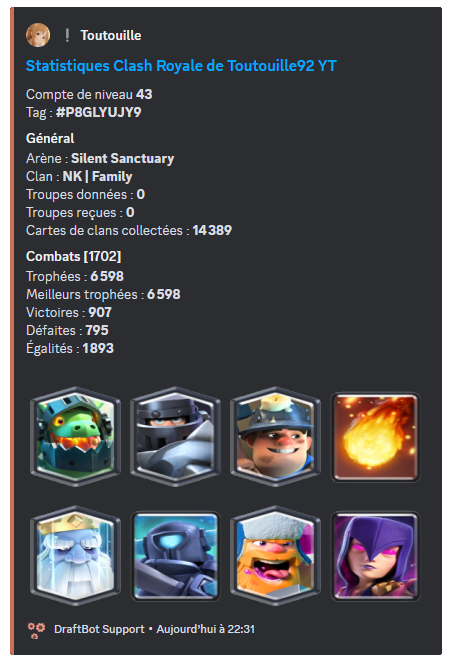 ❕ Toutouille
Statistiques Clash Royale de Toutouille92 YT
Compte de niveau 43
Tag : #P8GLYUJY9
Général
Arène : Silent Sanctuary
Clan : NK | Family
Troupes données : 0
Troupes reçues : 0
Cartes de clans collectées : 14 389
Combats [1702]
Trophées : 6 598
Meilleurs trophées : 6 598
Victoires : 907
Défaites : 795
Égalités : 1 893
DraftBot Support • Aujourd'hui à 22:31